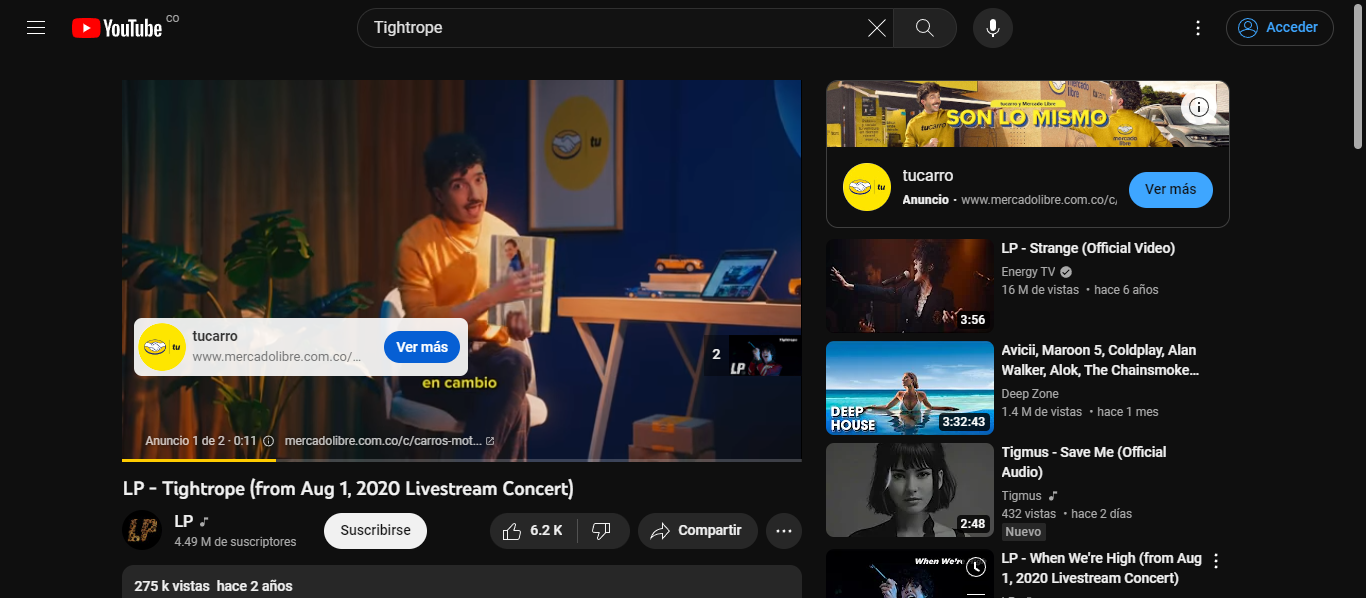 YouTube CO
Tightrope
Acceder
tu
tucarro
www.mercadolibre.com.co/...
Ver más
en cambio
2
LP
Anuncio 1 de 2 · 0:11
mercadolibre.com.co/c/carros-mot...
LP - Tightrope (from Aug 1, 2020 Livestream Concert)
LP
LP
4.49 M de suscriptores
Suscribirse
6.2 K
Compartir
275 k vistas hace 2 años
tucarro y Mercado Libre
SON LO MISMO
tucarro
mercado
libre
tu
tucarro
Anuncio · www.mercadolibre.com.co/c/
Ver más
LP - Strange (Official Video)
Energy TV
16 M de vistas • hace 6 años
3:56
Avicii, Maroon 5, Coldplay, Alan
Walker, Alok, The Chainsmoke...
Deep Zone
1.4 M de vistas • hace 1 mes
DEEP
HOUSE
3:32:43
Tigmus - Save Me (Official
Audio)
Tigmus
432 vistas • hace 2 días
Nuevo
2:48
LP - When We're High (from Aug
1, 2020 Livestream Concert)
When We're